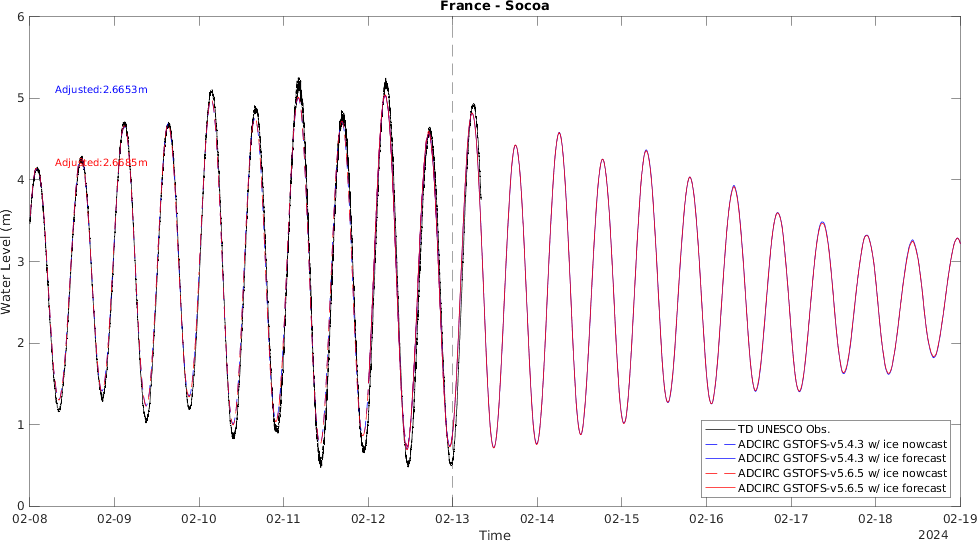 France - Socoa
Water Level (m)
6
5
4
3
2
1
0
Adjusted:2.6653m
Adjusted:2.6685m
TD UNESCO Obs.
ADCIRC GSTOFS-v5.4.3 w/ ice nowcast
ADCIRC GSTOFS-v5.4.3 w/ ice forecast
ADCIRC GSTOFS-v5.6.5 w/ ice nowcast
ADCIRC GSTOFS-v5.6.5 w/ ice forecast
02-08 02-09 02-10 02-11 02-12 02-13 02-14 02-15 02-16 02-17 02-18 02-19
Time
2024